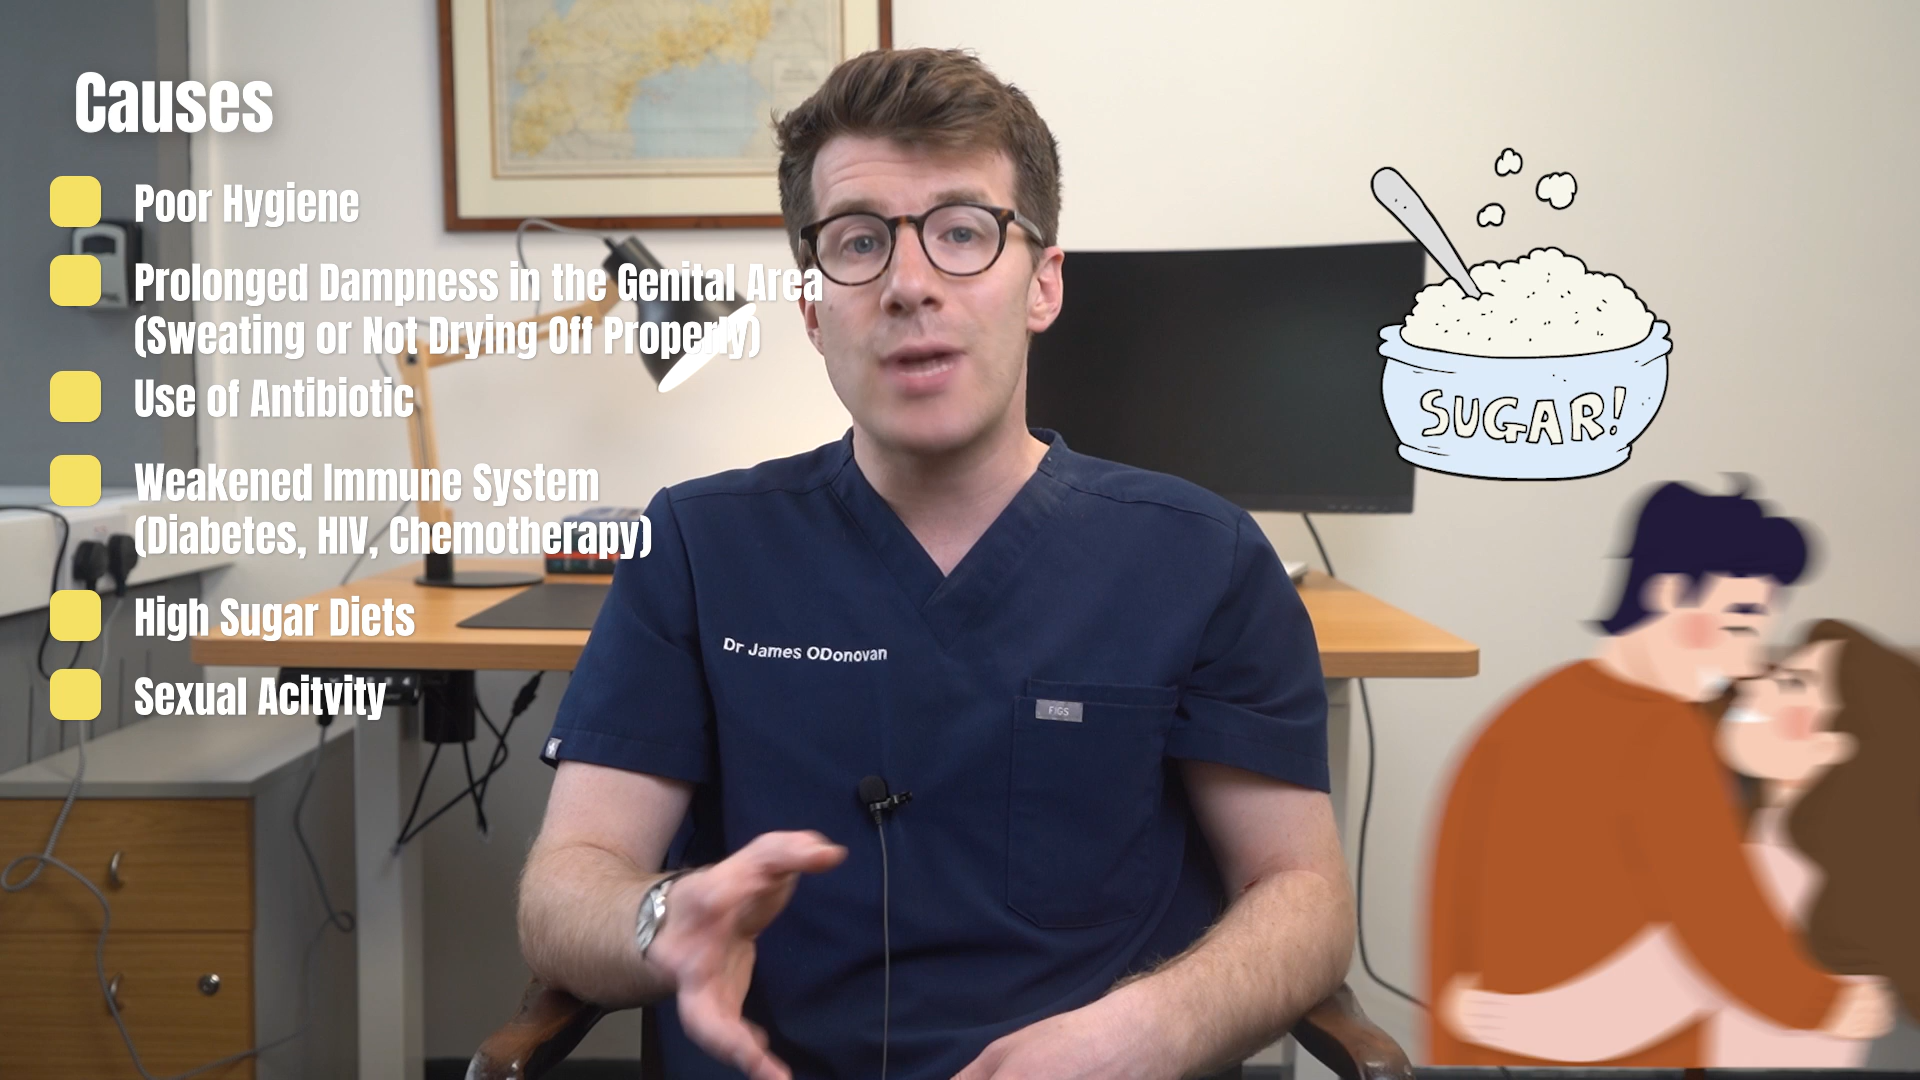 Causes
Poor Hygiene
Prolonged Dampness in the Genital Area
(Sweating or Not Drying Off Properly)
Use of Antibiotic
Weakened Immune System
(Diabetes, HIV, Chemotherapy)
High Sugar Diets
Sexual Acitvity
SUGAR!
Dr James ODonovan
FIGS